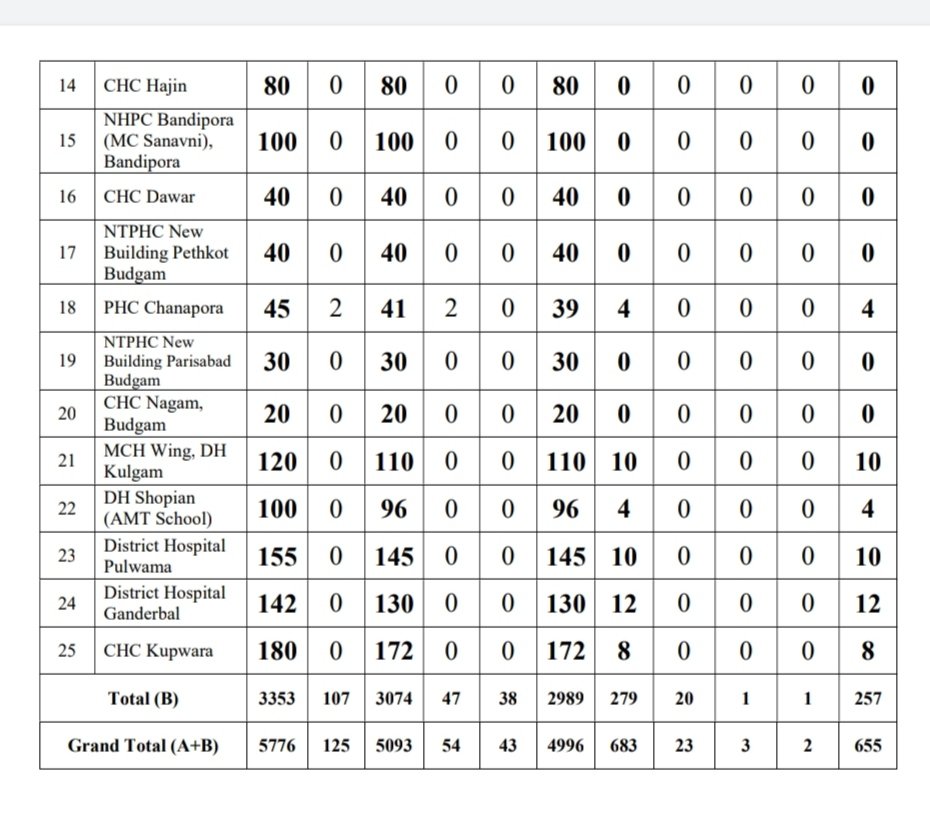 14 CHC Hajin 80 0 80 0 0 80 0 0 0 0 0
15 NHPC Bandipora (MC Sanavni), Bandipora 100 0 100 0 0 100 0 0 0 0 0
16 CHC Dawar 40 0 40 0 0 40 0 0 0 0 0
17 NTPHC New Building Pethkot Budgam 40 0 40 0 0 40 0 0 0 0 0
18 PHC Chanapora 45 2 41 2 0 39 4 0 0 0 4
19 NTPHC New Building Parisabad Budgam 30 0 30 0 0 30 0 0 0 0 0
20 CHC Nagam, Budgam 20 0 20 0 0 20 0 0 0 0 0
21 MCH Wing, DH Kulgam 120 0 110 0 0 110 10 0 0 0 10
22 DH Shopian (AMT School) 100 0 96 0 0 96 4 0 0 0 4
23 District Hospital Pulwama 155 0 145 0 0 145 10 0 0 0 10
24 District Hospital Ganderbal 142 0 130 0 0 130 12 0 0 0 12
25 CHC Kupwara 180 0 172 0 0 172 8 0 0 0 8
Total (B) 3353 107 3074 47 38 2989 279 20 1 1 257
Grand Total (A+B) 5776 125 5093 54 43 4996 683 23 3 2 655